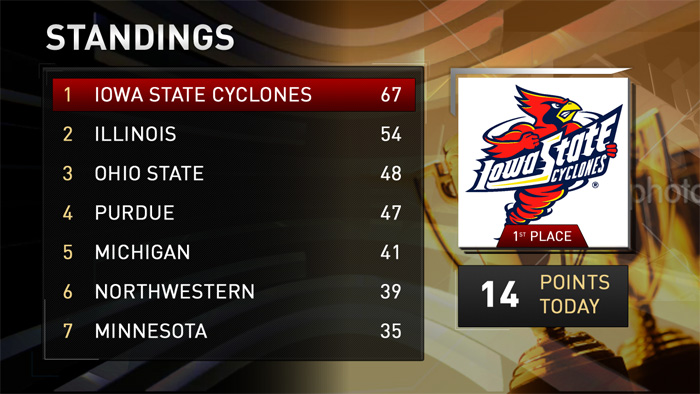 STANDINGS
1 IOWA STATE CYCLONES 67
2 ILLINOIS 54
3 OHIO STATE 48
4 PURDUE 47
5 MICHIGAN 41
6 NORTHWESTERN 39
7 MINNESOTA 35
Iowa State
CYCLONES
®
1ST PLACE
14 POINTS
TODAY
photo